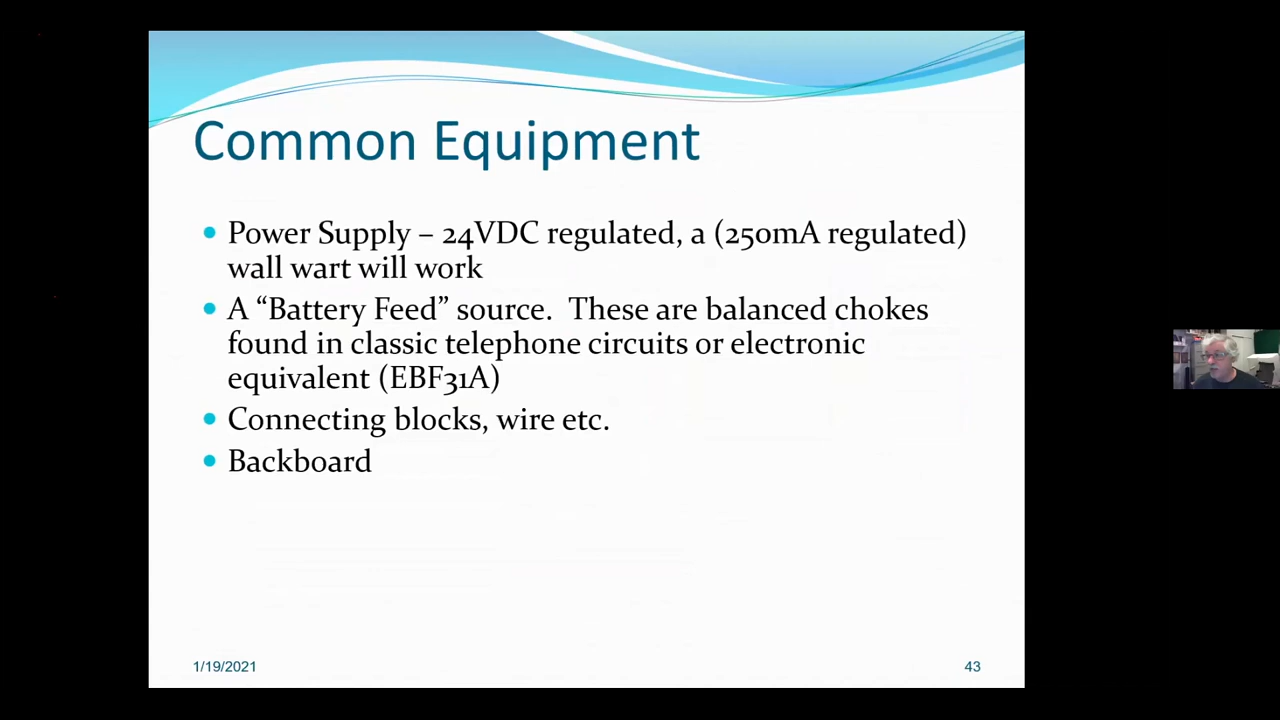 Common Equipment
Power Supply – 24VDC regulated, a (250mA regulated)
wall wart will work
A “Battery Feed” source.  These are balanced chokes
found in classic telephone circuits or electronic
equivalent (EBF31A)
Connecting blocks, wire etc.
Backboard
1/19/2021
43